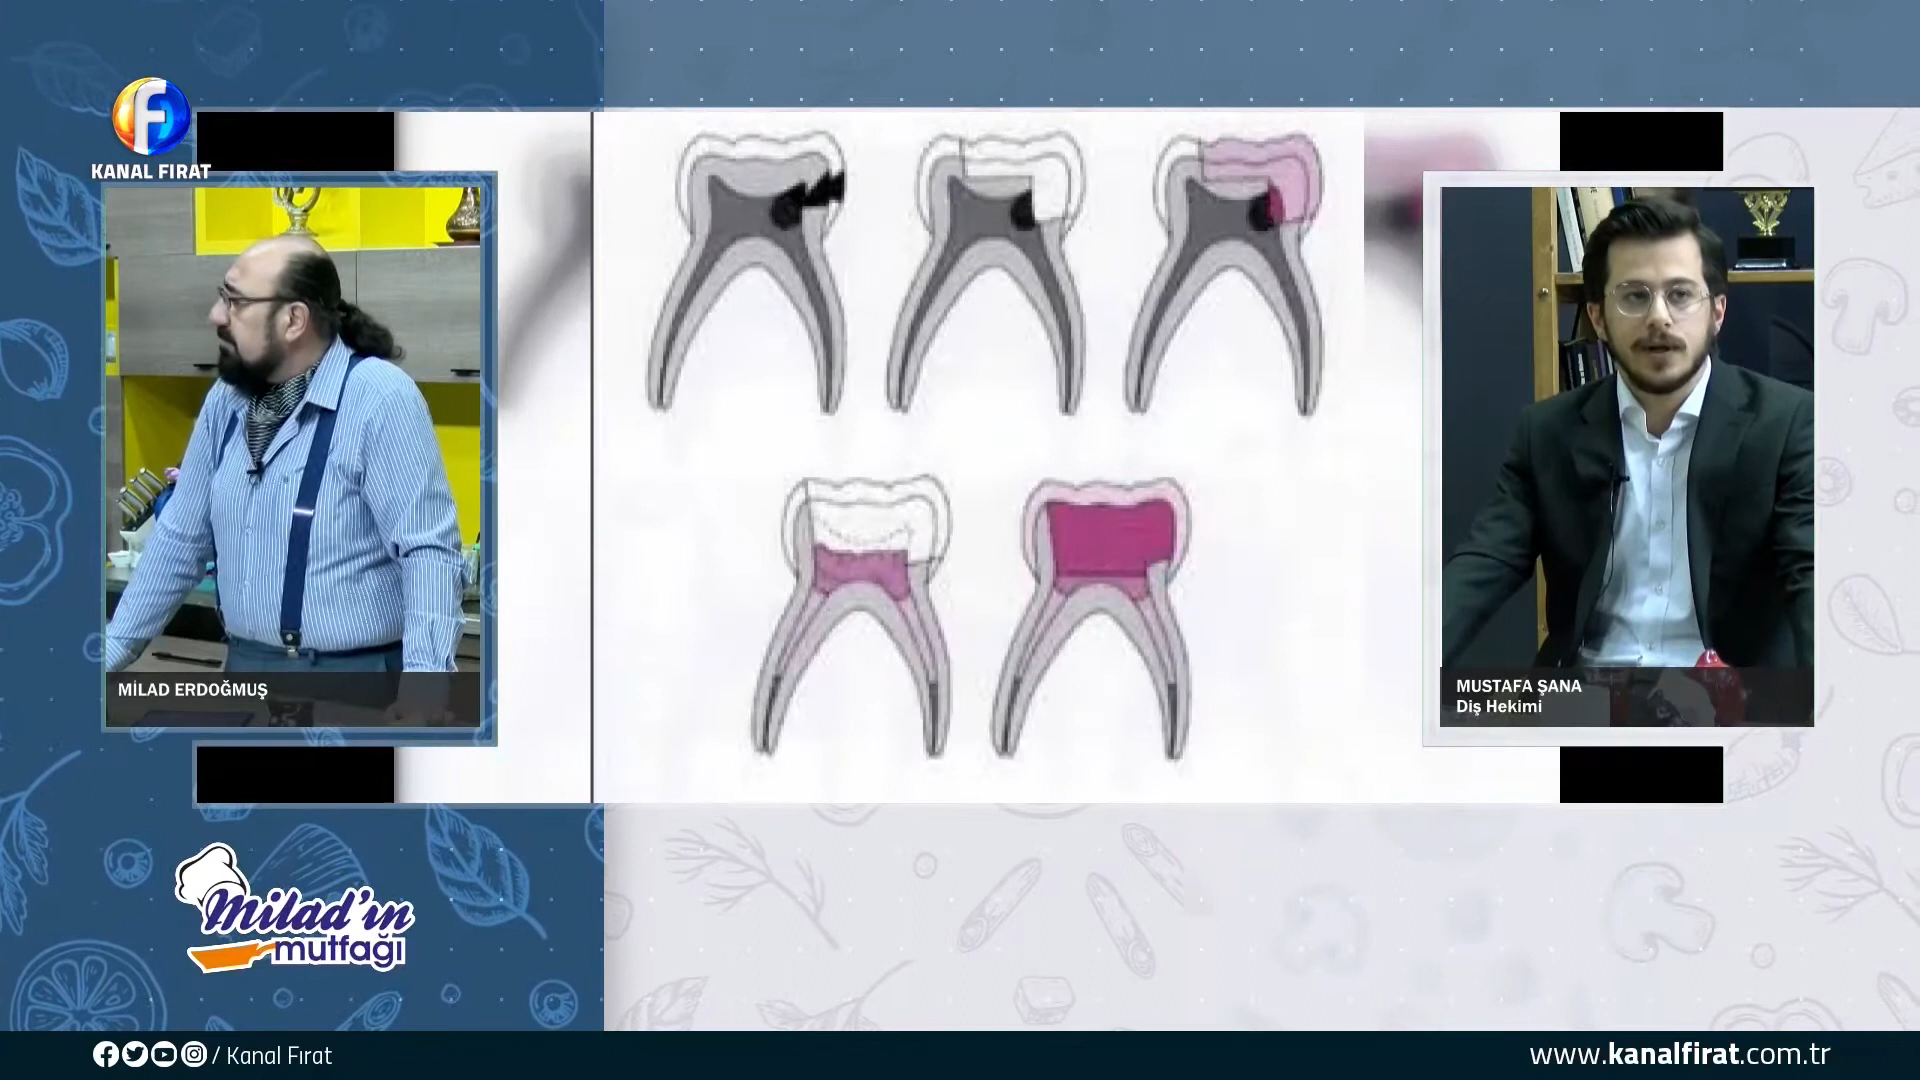 KANAL FIRAT
MİLAD ERDOĞMUŞ
MUSTAFA ŞANA
Diş Hekimi
Milad'ın
mutfağı
/ Kanal Fırat
www.kanalfirat.com.tr